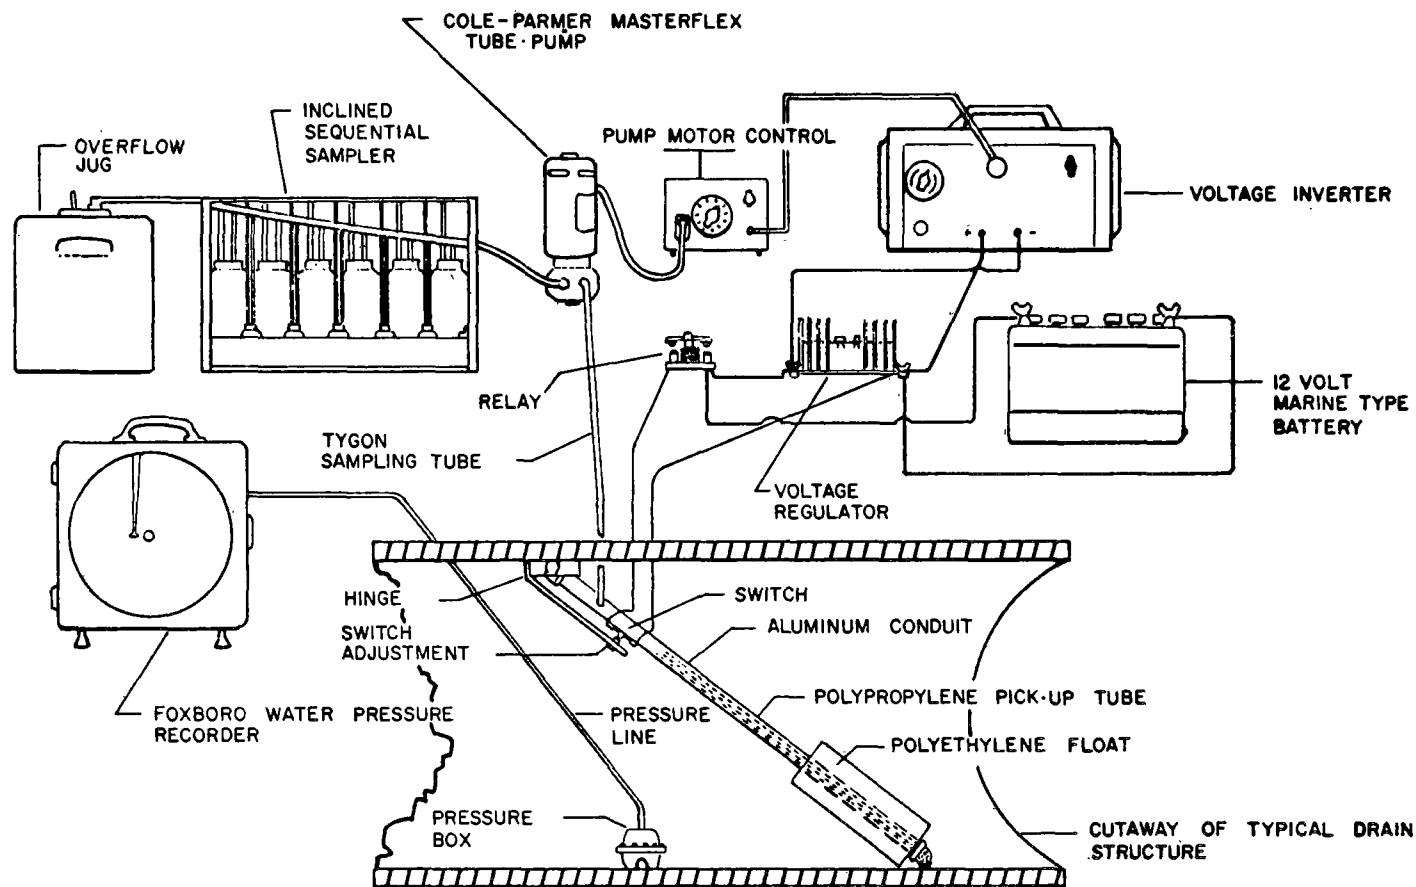 COLE-PARMER MASTERFLEX
TUBE-PUMP
INCLINED
SEQUENTIAL
SAMPLER
OVERFLOW
JUG
PUMP MOTOR CONTROL
VOLTAGE INVERTER
+ -
RELAY
12 VOLT
MARINE TYPE
BATTERY
TYGON
SAMPLING TUBE
VOLTAGE
REGULATOR
HINGE
SWITCH
SWITCH
ADJUSTMENT
ALUMINUM CONDUIT
POLYPROPYLENE PICK-UP TUBE
FOXBORO WATER PRESSURE
RECORDER
PRESSURE
LINE
POLYETHYLENE FLOAT
PRESSURE
BOX
CUTAWAY OF TYPICAL DRAIN
STRUCTURE